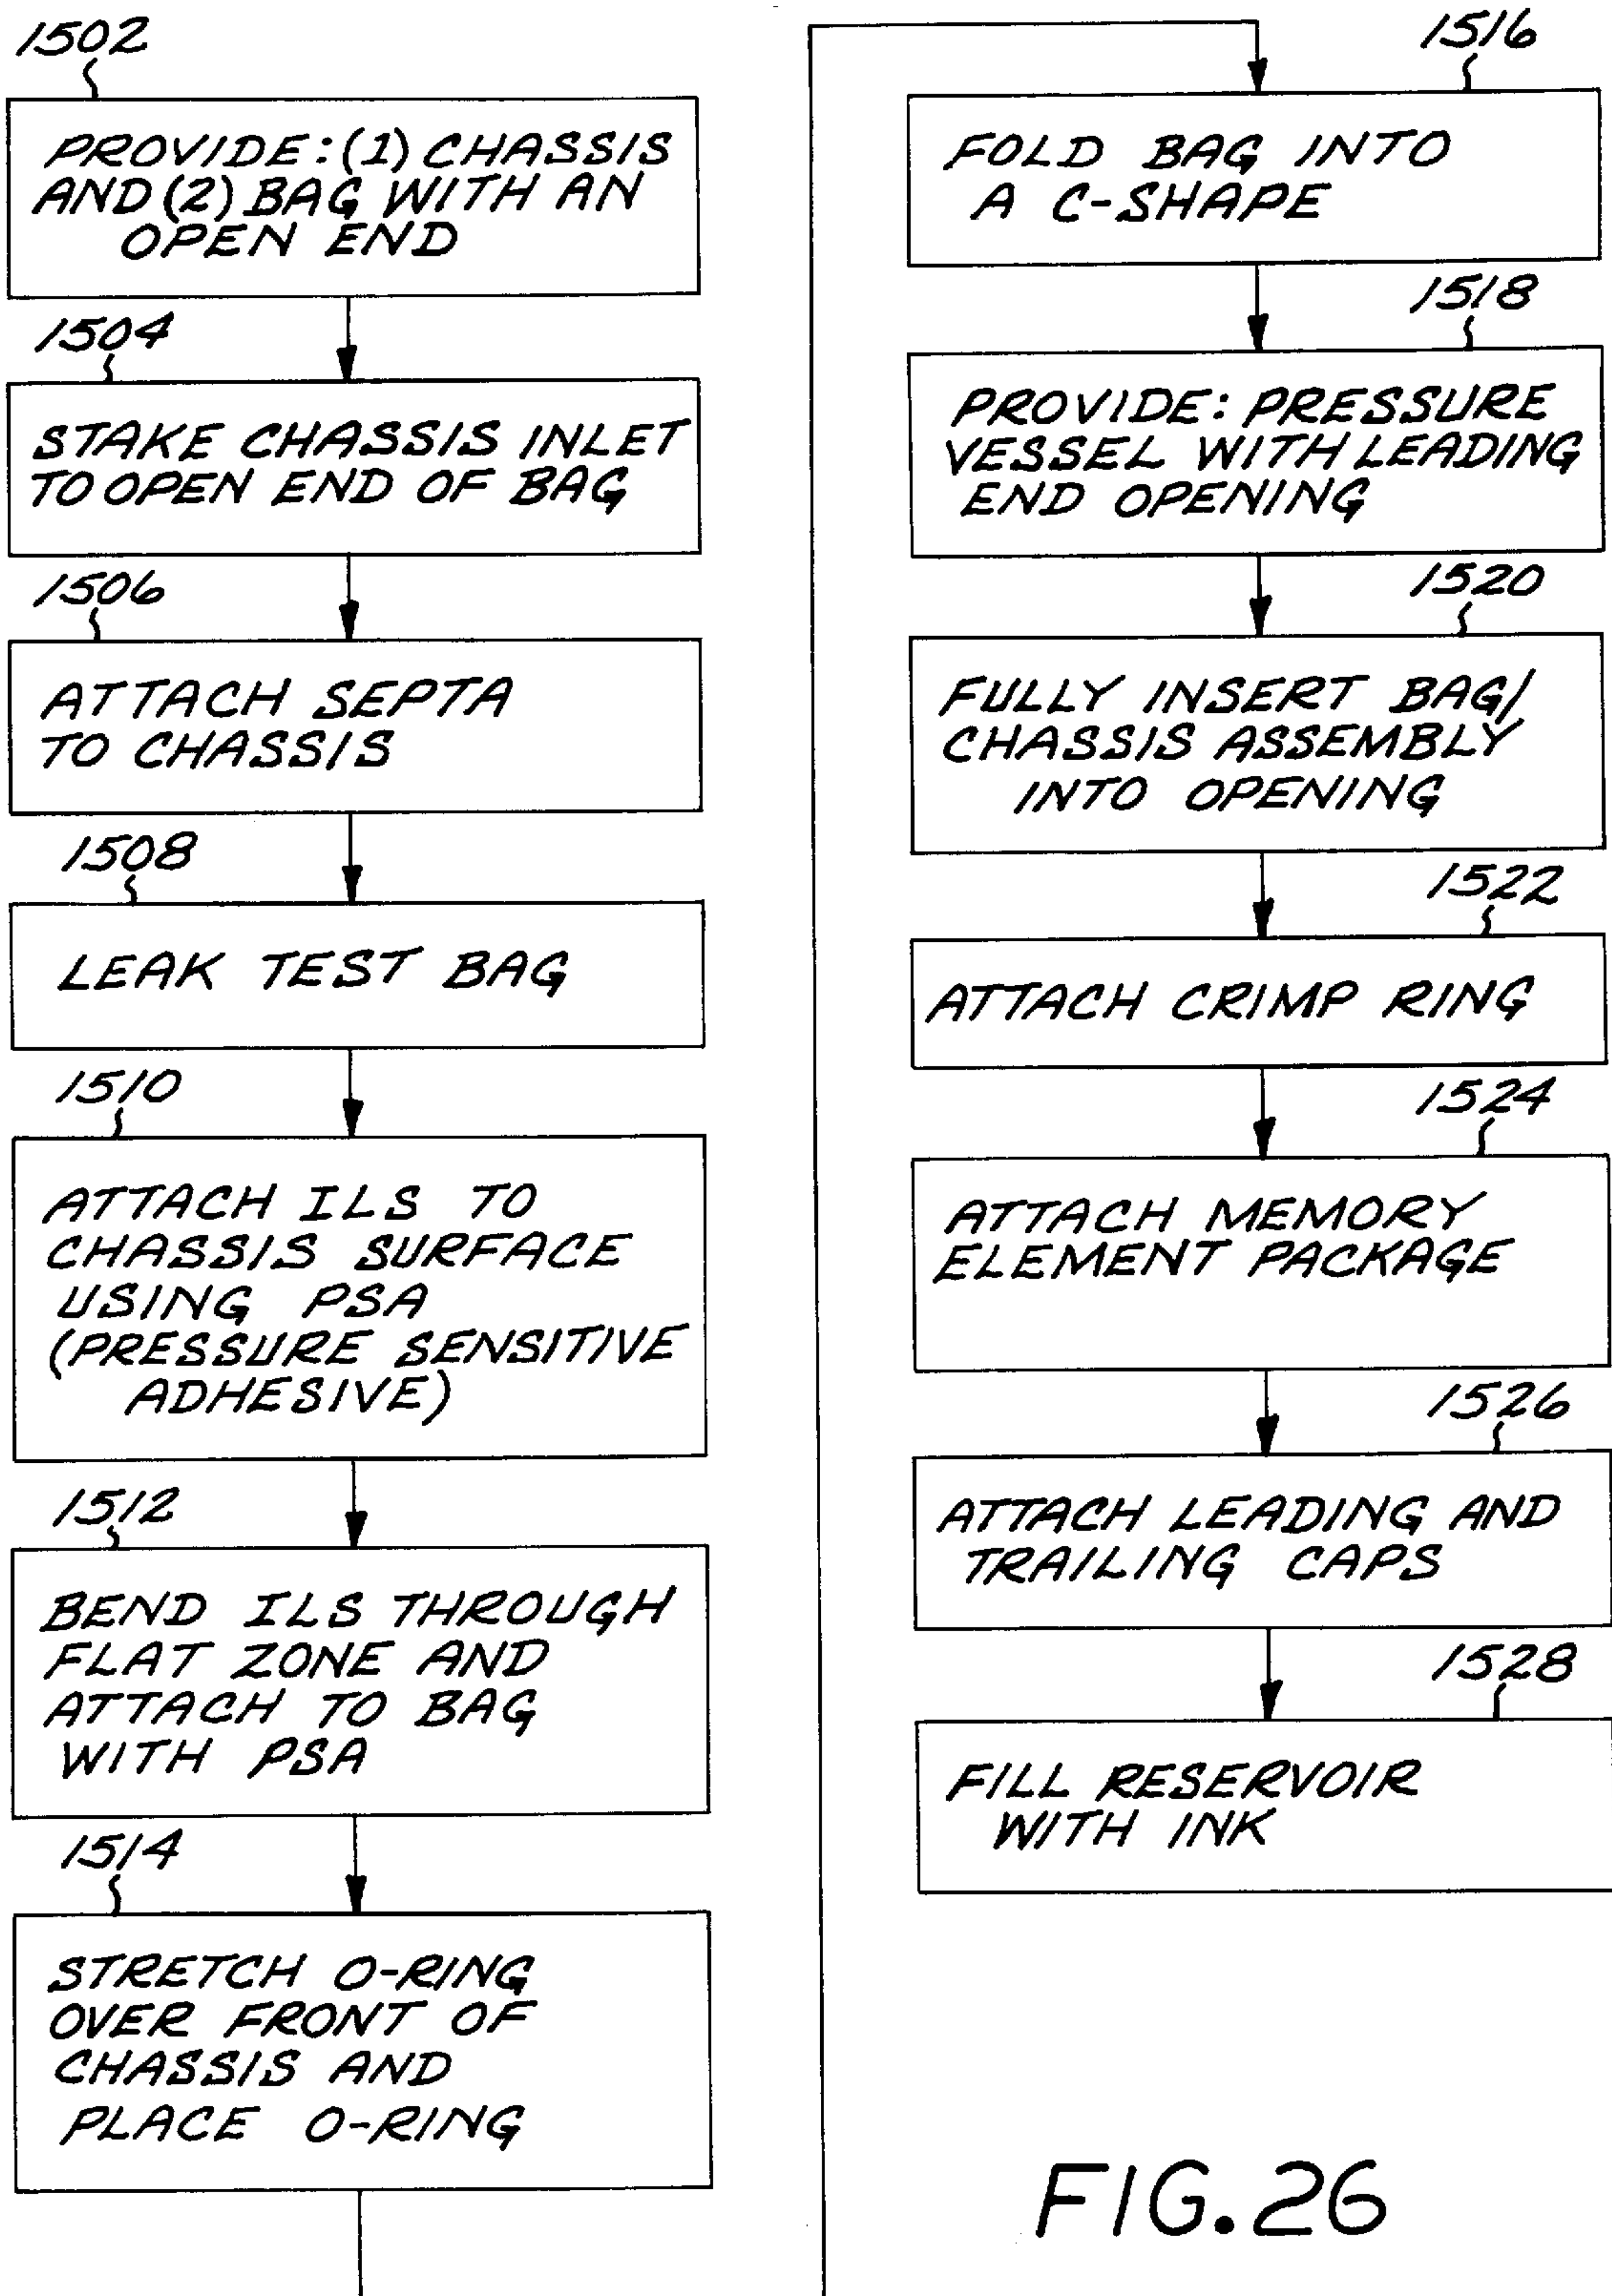 1502
PROVIDE: (1) CHASSIS
AND (2) BAG WITH AN
OPEN END
1504
STAKE CHASSIS INLET
TO OPEN END OF BAG
1506
ATTACH SEPTA
TO CHASSIS
1508
LEAK TEST BAG
1510
ATTACH ILS TO
CHASSIS SURFACE
USING PSA
(PRESSURE SENSITIVE
ADHESIVE)
1512
BEND ILS THROUGH
FLAT ZONE AND
ATTACH TO BAG
WITH PSA
1514
STRETCH O-RING
OVER FRONT OF
CHASSIS AND
PLACE O-RING
1516
FOLD BAG INTO
A C-SHAPE
1518
PROVIDE: PRESSURE
VESSEL WITH LEADING
END OPENING
1520
FULLY INSERT BAG/
CHASSIS ASSEMBLY
INTO OPENING
1522
ATTACH CRIMP RING
1524
ATTACH MEMORY
ELEMENT PACKAGE
1526
ATTACH LEADING AND
TRAILING CAPS
1528
FILL RESERVOIR
WITH INK
FIG. 26